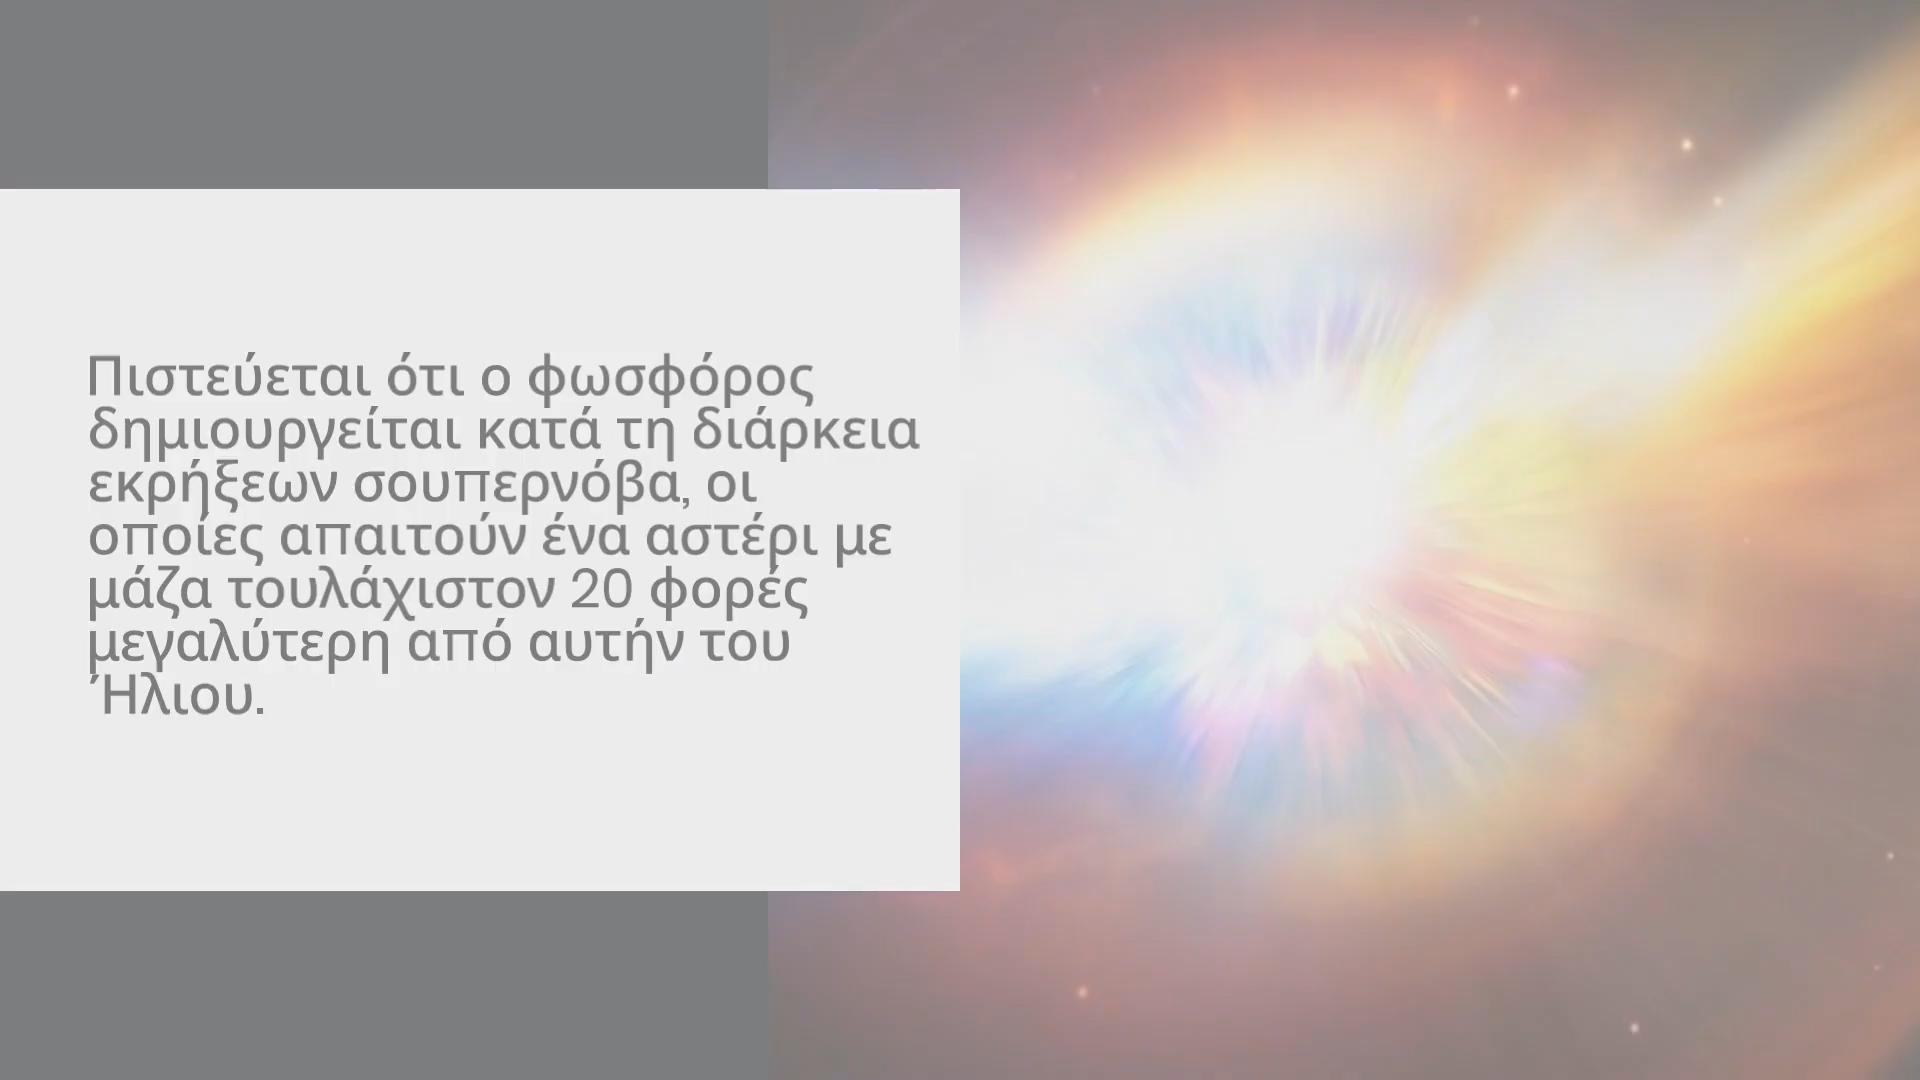 Πιστεύεται ότι ο φωσφόρος
δημιουργείται κατά τη διάρκεια
εκρήξεων σουπερνόβα, οι
οποίες απαιτούν ένα αστέρι με
μάζα τουλάχιστον 20 φορές
μεγαλύτερη από αυτήν του
Ήλιου.